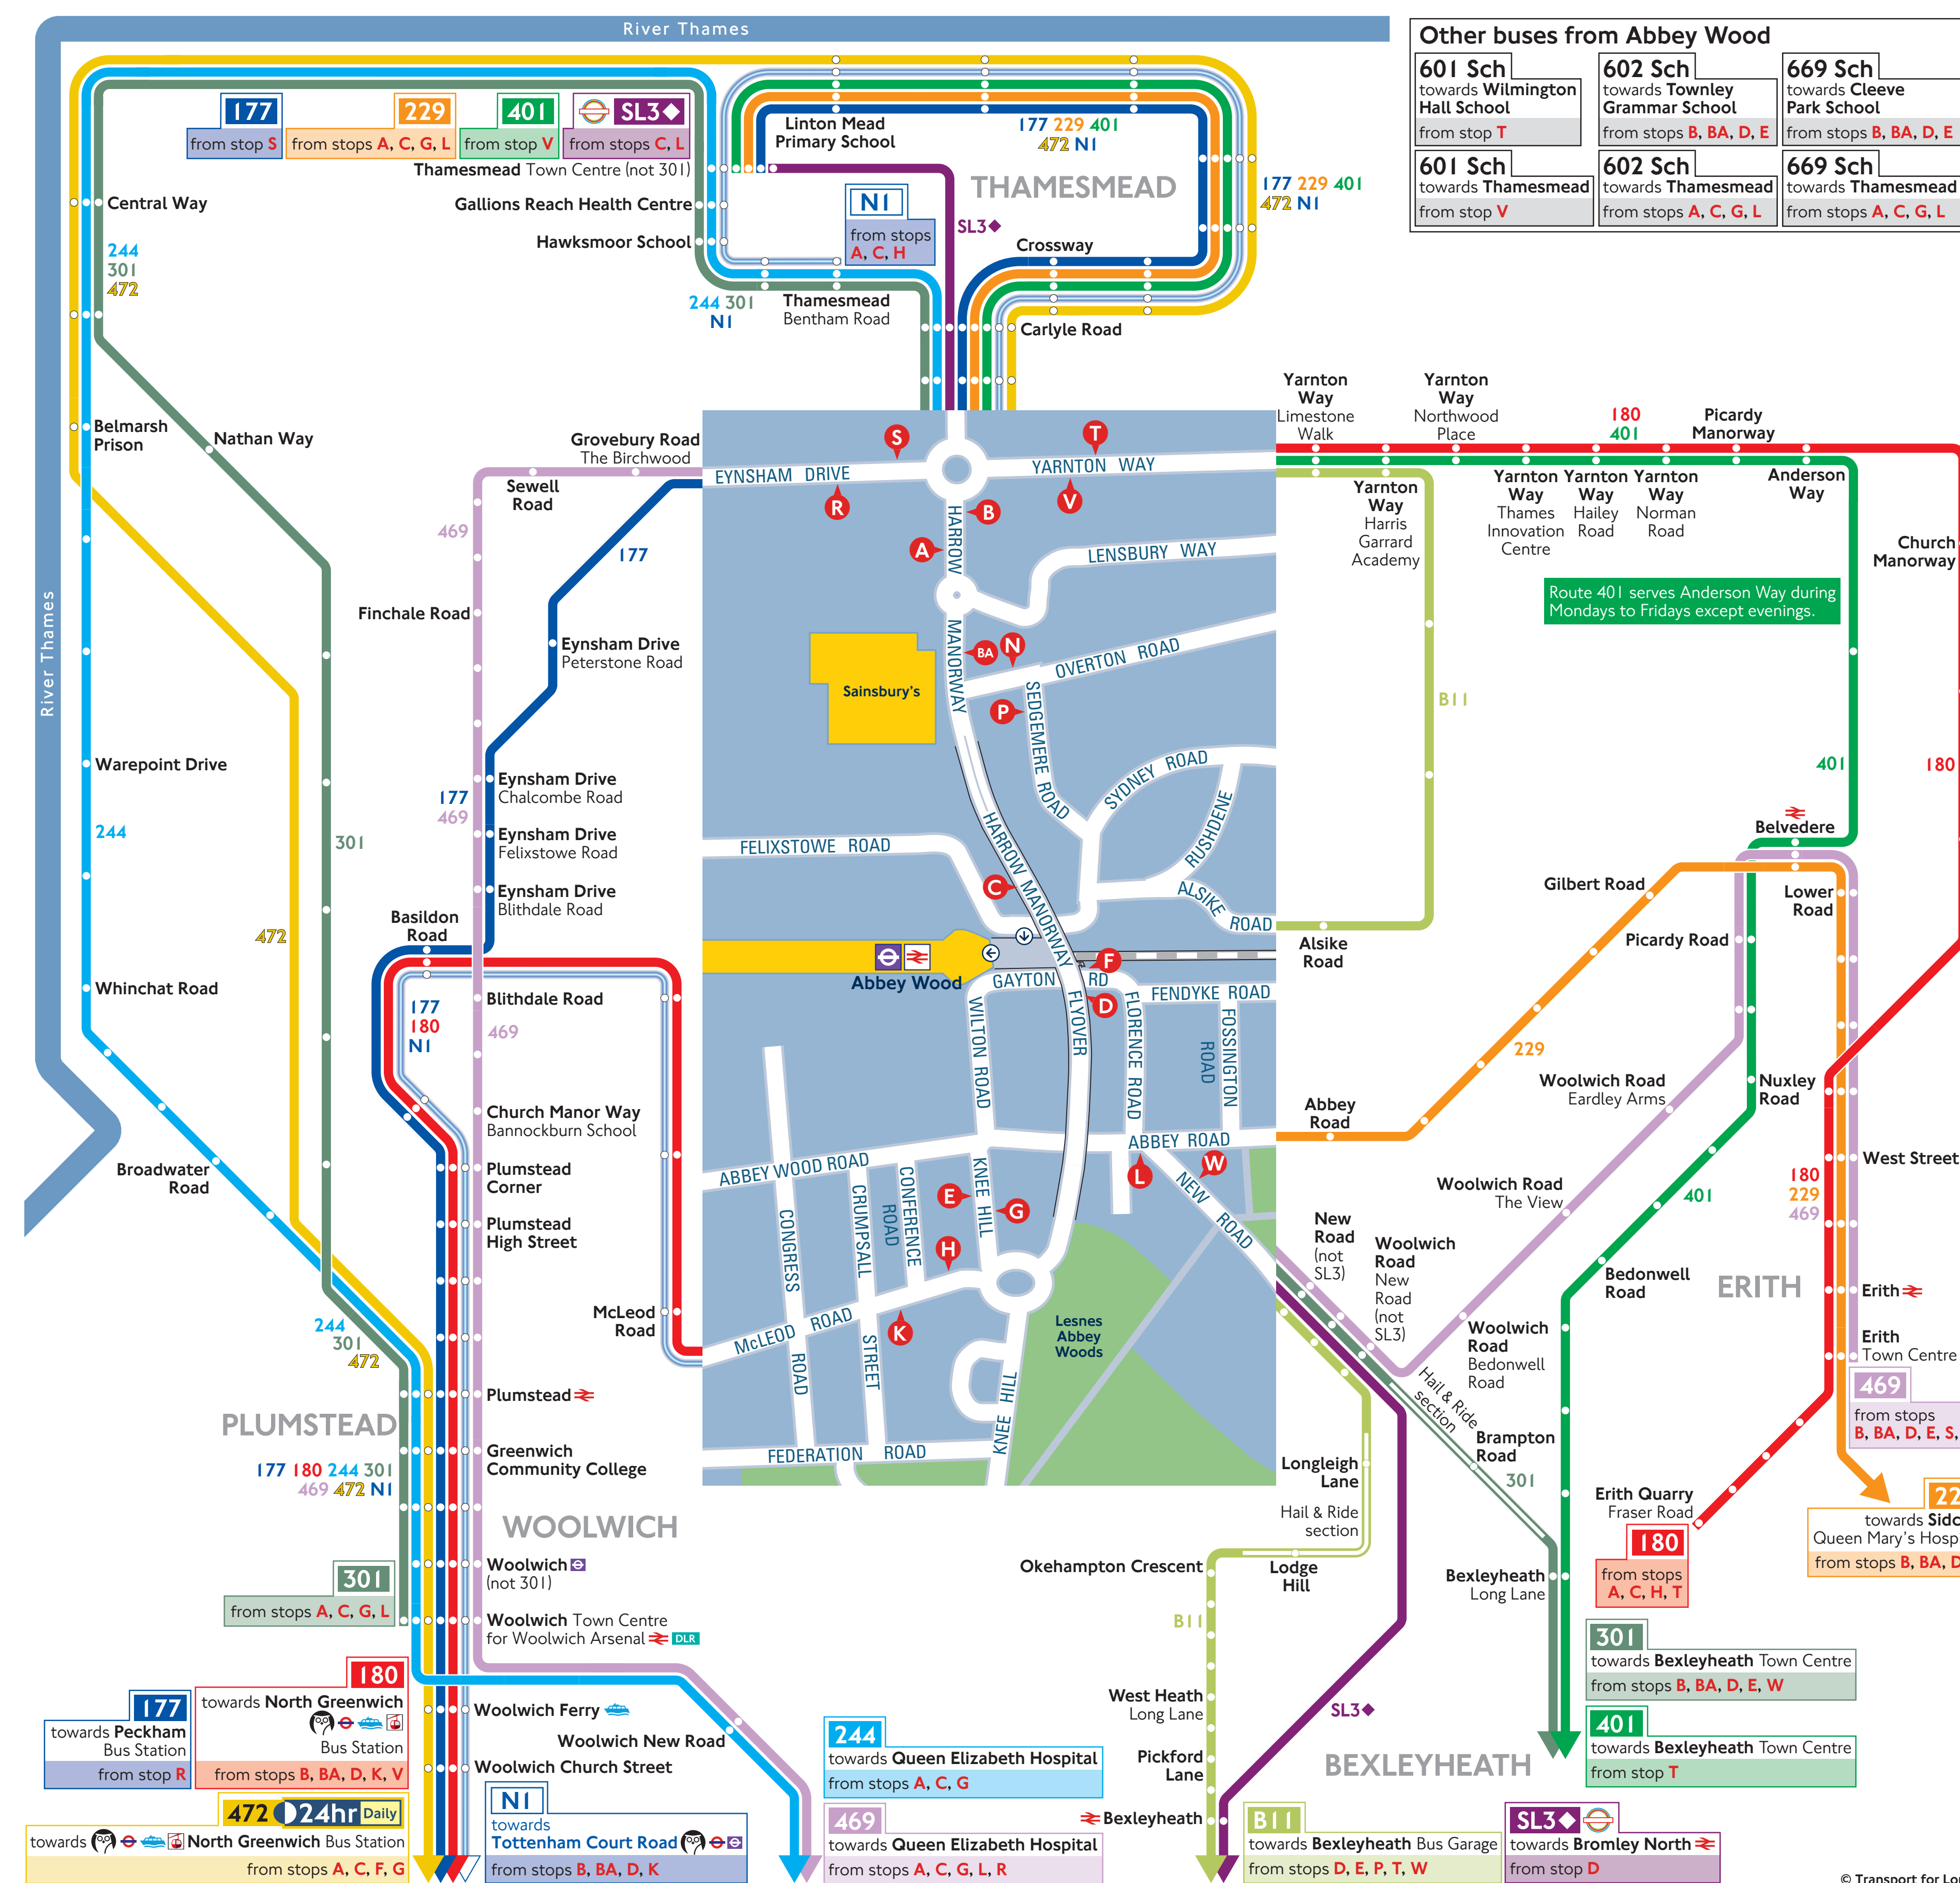 River Thames
River Thames
Other buses from Abbey Wood
601 Sch
towards Wilmington
Hall School
from stop T
602 Sch
towards Townley
Grammar School
from stops B, BA, D, E
669 Sch
towards Cleeve
Park School
from stops B, BA, D, E
601 Sch
towards Thamesmead
from stop V
602 Sch
towards Thamesmead
from stops A, C, G, L
669 Sch
towards Thamesmead
from stops A, C, G, L
177
from stop S
229
from stops A, C, G, L
401
from stop V
SL3◆
from stops C, L
Thamesmead Town Centre (not 301)
Gallions Reach Health Centre
Hawksmoor School
244 301
N1
Thamesmead
Bentham Road
Linton Mead
Primary School
177 229 401
472 N1
THAMESMEAD
177 229 401
472 N1
N1
from stops
A, C, H
SL3◆
Crossway
Carlyle Road
Central Way
244
301
472
Belmarsh
Prison
Nathan Way
Warepoint Drive
244
301
472
Whinchat Road
Broadwater
Road
244
301
472
Grovebury Road
The Birchwood
Sewell
Road
469
177
Finchale Road
Eynsham Drive
Peterstone Road
Eynsham Drive
Chalcombe Road
177
469
Eynsham Drive
Felixstowe Road
Eynsham Drive
Blithdale Road
Basildon
Road
177
180
N1
Blithdale Road
469
Church Manor Way
Bannockburn School
Plumstead
Corner
Plumstead
High Street
McLeod
Road
Plumstead
PLUMSTEAD
Greenwich
Community College
177 180 244 301
469 472 N1
WOOLWICH
Woolwich
(not 301)
301
from stops A, C, G, L
Woolwich Town Centre
for Woolwich Arsenal DLR
180
towards North Greenwich
Bus Station
from stops B, BA, D, K, V
177
towards Peckham
Bus Station
from stop R
Woolwich Ferry
Woolwich New Road
Woolwich Church Street
472 24hr Daily
towards North Greenwich Bus Station
from stops A, C, F, G
N1
towards
Tottenham Court Road
from stops B, BA, D, K
244
towards Queen Elizabeth Hospital
from stops A, C, G
469
towards Queen Elizabeth Hospital
from stops A, C, G, L, R
S
T
EYNSHAM DRIVE
YARNTON WAY
R
B
V
HARROW
MANORWAY
A
LENSBURY WAY
BA
N
OVERTON ROAD
Sainsbury's
P
SEDGEMERE ROAD
SYDNEY ROAD
RUSHDENE
FELIXSTOWE ROAD
HARROW MANORWAY
FLYOVER
C
ALSIKE
ROAD
Abbey Wood
F
GAYTON RD
D
FENDYKE ROAD
WILTON ROAD
FLORENCE ROAD
FOSSINGTON
ROAD
ABBEY ROAD
ABBEY WOOD ROAD
L
W
NEW ROAD
E
G
H
KNEE HILL
CONFERENCE
ROAD
CRUMPSALL
STREET
CONGRESS
ROAD
McLEOD ROAD
K
Lesnes
Abbey
Woods
KNEE HILL
FEDERATION ROAD
Yarnton
Way
Limestone
Walk
Yarnton
Way
Northwood
Place
180
401
Picardy
Manorway
Yarnton
Way
Harris
Garrard
Academy
Yarnton
Way
Thames
Innovation
Centre
Yarnton
Way
Hailey
Road
Yarnton
Way
Norman
Road
Anderson
Way
Church
Manorway
Route 401 serves Anderson Way during
Mondays to Fridays except evenings.
B11
401
180
Belvedere
Alsike
Road
Gilbert Road
Lower
Road
Picardy Road
229
Abbey
Road
Woolwich Road
Eardley Arms
Nuxley
Road
West Street
Woolwich Road
The View
401
180
229
469
New
Road
(not
SL3)
Woolwich
Road
New
Road
(not
SL3)
Woolwich
Road
Bedonwell
Road
Bedonwell
Road
ERITH
Erith
Erith
Town Centre
469
from stops
B, BA, D, E, S,
Hail & Ride
section
Brampton
Road
301
Longleigh
Lane
Hail & Ride
section
Erith Quarry
Fraser Road
180
from stops
A, C, H, T
22
towards Sidc
Queen Mary's Hosp
from stops B, BA, D
Okehampton Crescent
Lodge
Hill
Bexleyheath
Long Lane
B11
301
towards Bexleyheath Town Centre
from stops B, BA, D, E, W
West Heath
Long Lane
SL3◆
401
towards Bexleyheath Town Centre
from stop T
Pickford
Lane
BEXLEYHEATH
Bexleyheath
B11
towards Bexleyheath Bus Garage
from stops D, E, P, T, W
SL3◆
towards Bromley North
from stop D
© Transport for Lo